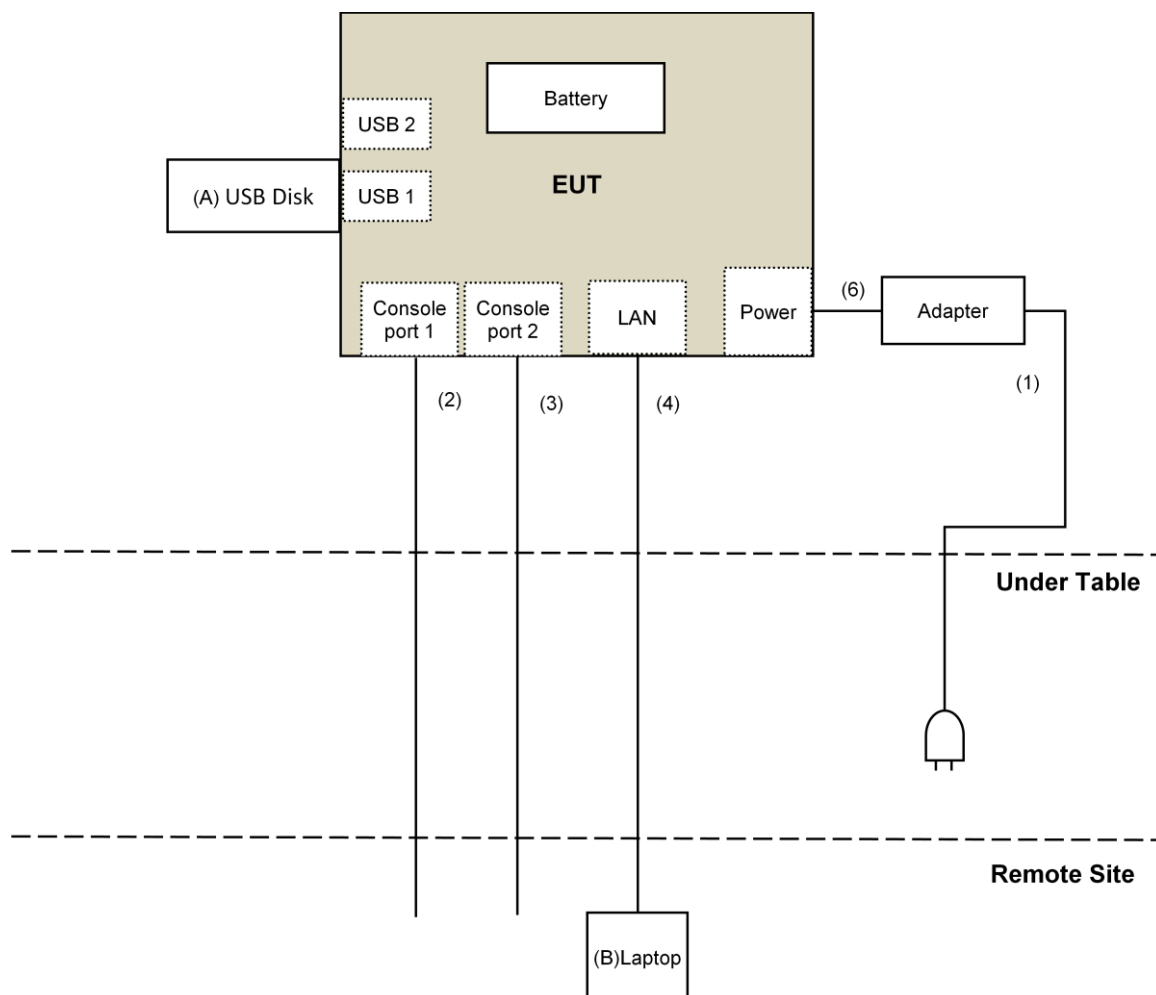 Battery
USB 2
EUT
(A) USB Disk
USB 1
Console
port 1
Console
port 2
LAN
Power
(6)
Adapter
(1)
(2)
(3)
(4)
Under Table
Remote Site
(B)Laptop